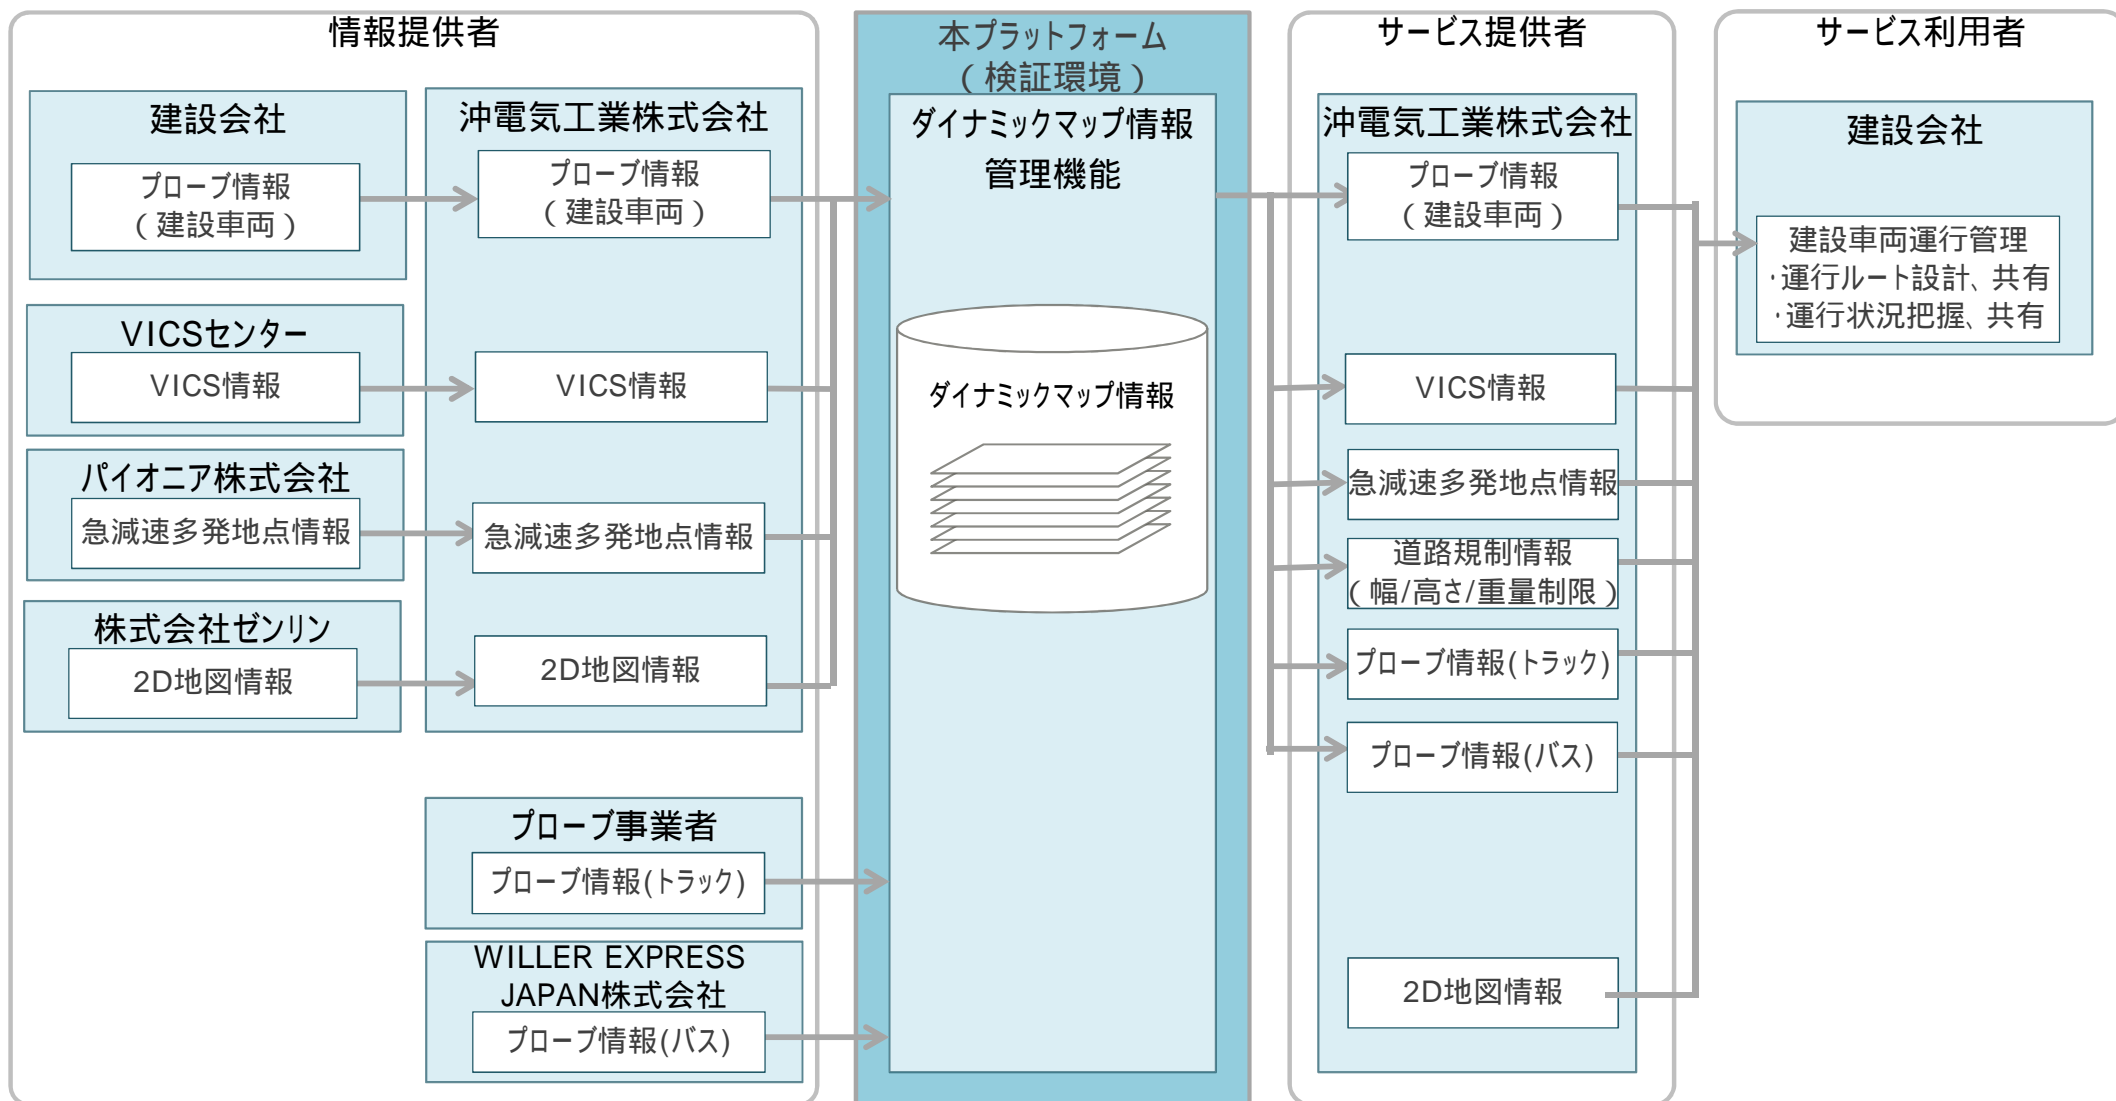 情報提供者
建設会社
プローブ情報
（建設車両）
VICSセンター
VICS情報
パイオニア株式会社
急減速多発地点情報
株式会社ゼンリン
2D地図情報
沖電気工業株式会社
プローブ情報
（建設車両）
VICS情報
急減速多発地点情報
2D地図情報
プローブ事業者
プローブ情報(トラック)
WILLER EXPRESS
JAPAN株式会社
プローブ情報(バス)
本プラットフォーム
（検証環境）
ダイナミックマップ情報
管理機能
ダイナミックマップ情報
サービス提供者
沖電気工業株式会社
プローブ情報
（建設車両）
VICS情報
急減速多発地点情報
道路規制情報
（幅/高さ/重量制限）
プローブ情報(トラック)
プローブ情報(バス)
2D地図情報
サービス利用者
建設会社
建設車両運行管理
・運行ルート設計、共有
・運行状況把握、共有